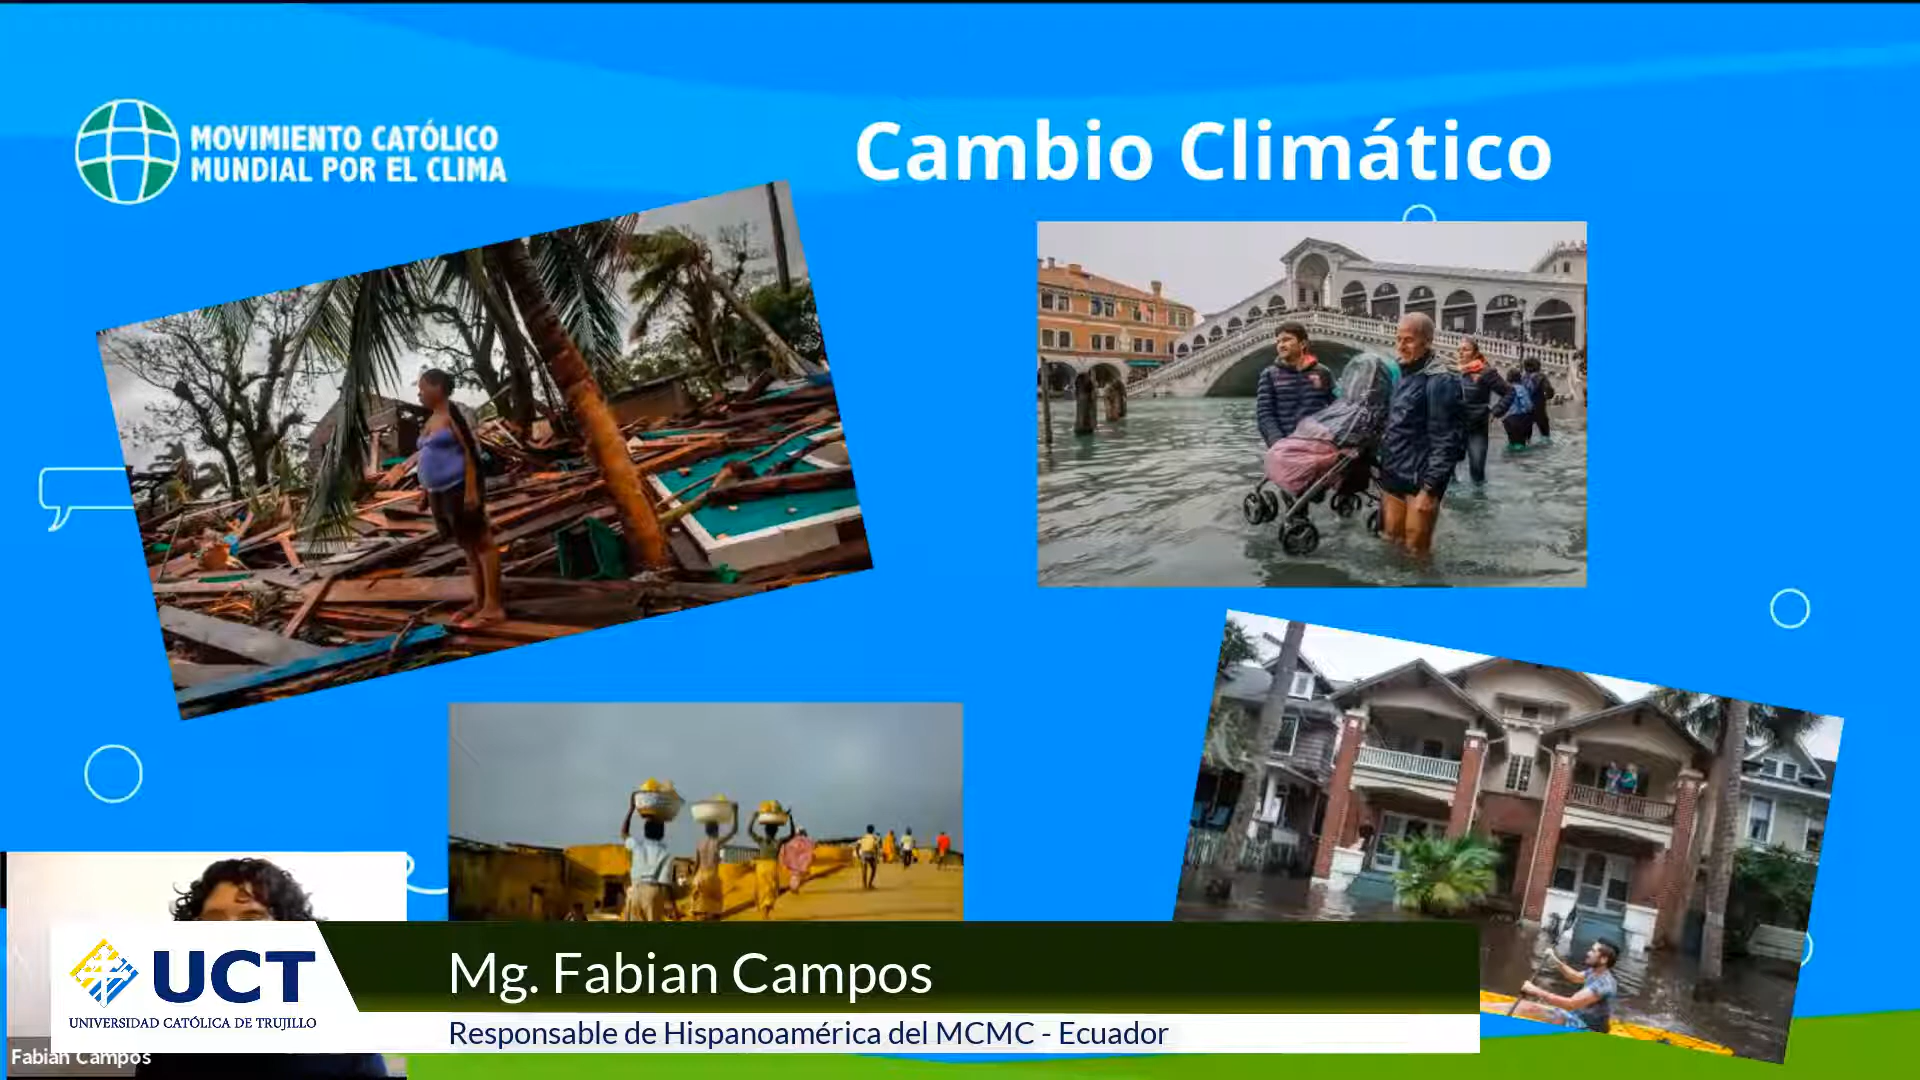 MOVIMIENTO CATÓLICO
MUNDIAL POR EL CLIMA
Cambio Climático
UCT
UNIVERSIDAD CATÓLICA DE TRUJILLO
Mg. Fabian Campos
Responsable de Hispanoamérica del MCMC - Ecuador
Fabian Campos